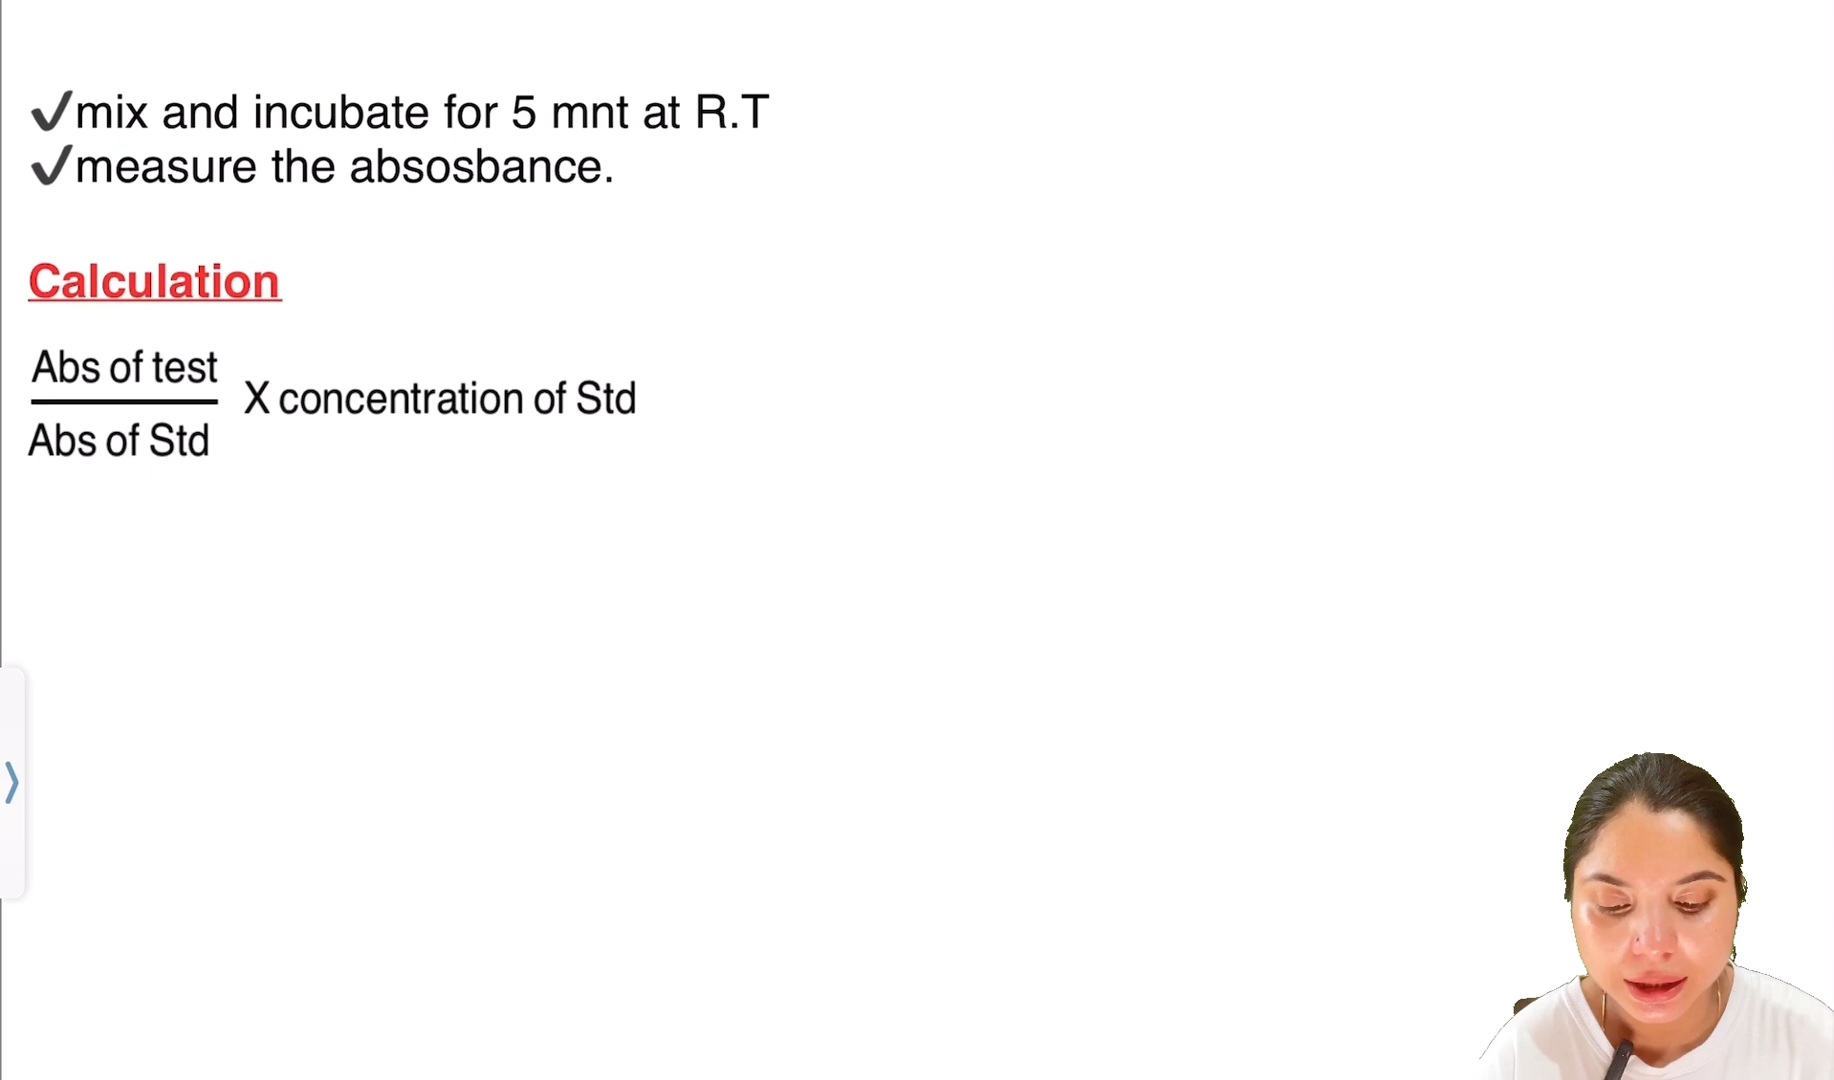 ✓mix and incubate for 5 mnt at R.T
✓measure the absosbance.
Calculation
Abs of test
X concentration of Std
Abs of Std